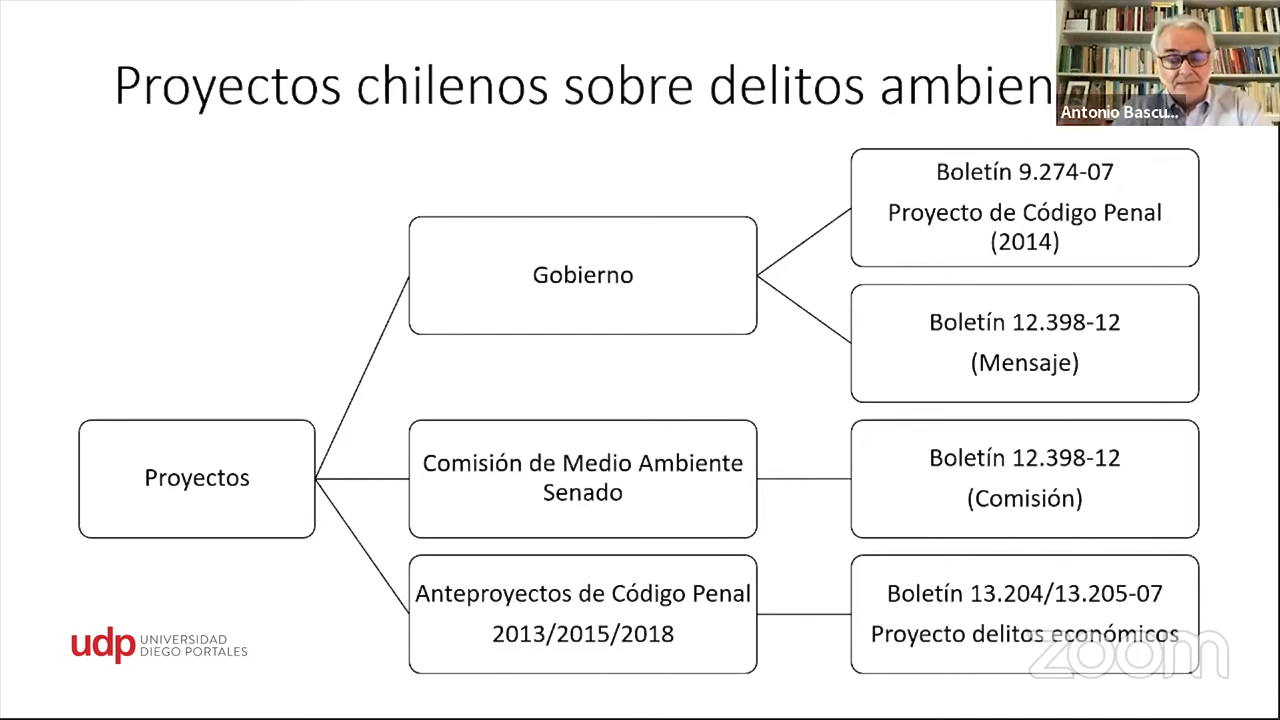 Proyectos chilenos sobre delitos ambien
Antonio Bascu...
Boletín 9.274-07
Proyecto de Código Penal
(2014)
Gobierno
Boletín 12.398-12
(Mensaje)
Proyectos
Comisión de Medio Ambiente
Senado
Boletín 12.398-12
(Comisión)
Anteproyectos de Código Penal
2013/2015/2018
Boletín 13.204/13.205-07
Proyecto delitos económicos
udp UNIVERSIDAD
DIEGO PORTALES
zoom